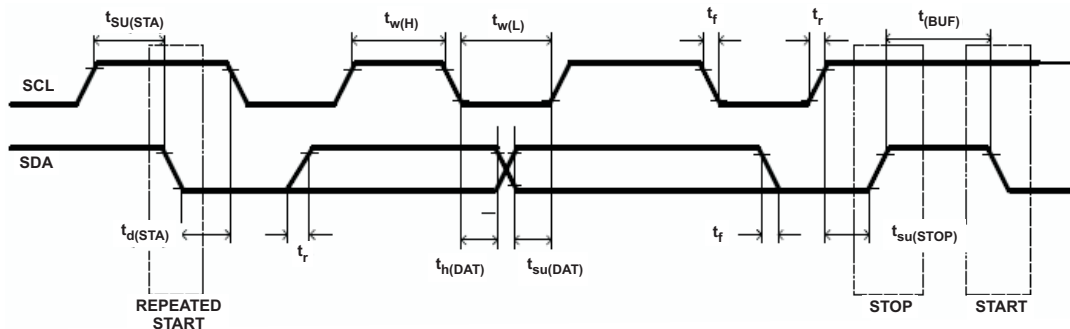 tSU(STA)
tw(H)
tw(L)
tf
tr
t(BUF)
SCL
SDA
td(STA)
tr
th(DAT)
tsu(DAT)
tf
tsu(STOP)
REPEATED
START
STOP
START